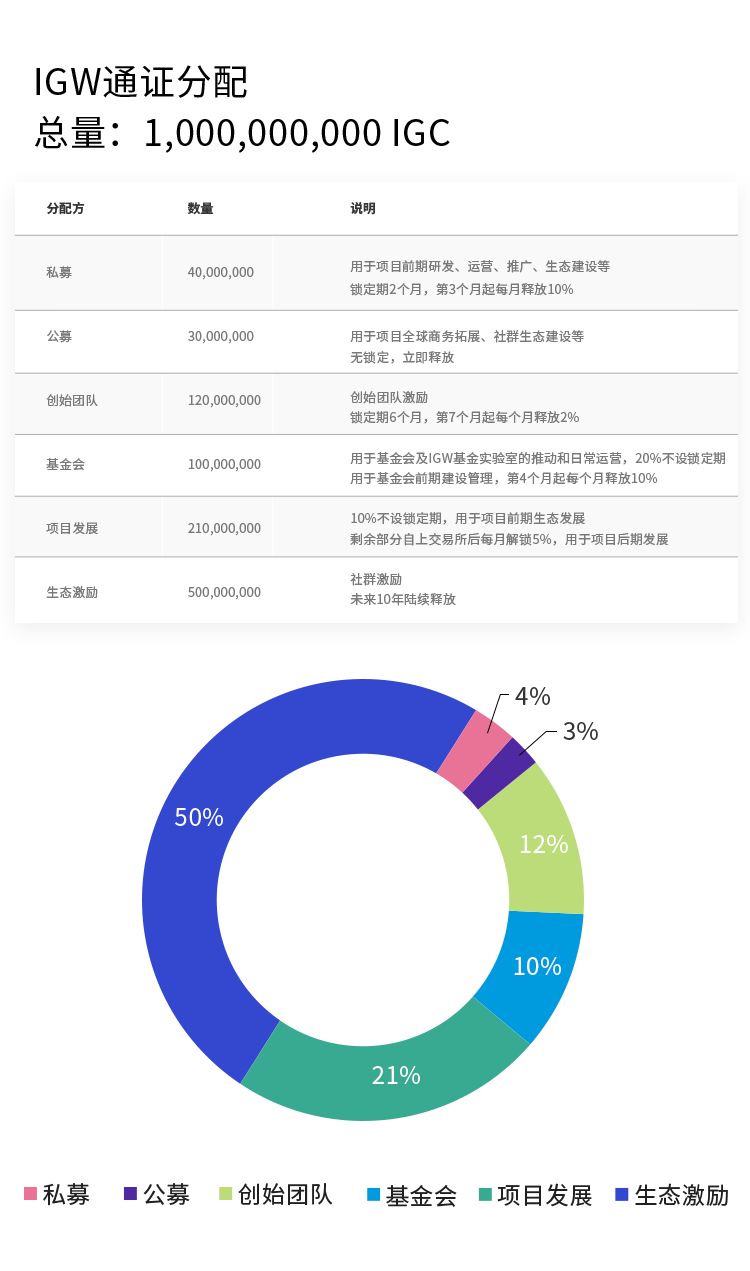 IGW通证分配
总量：1,000,000,000 IGC
分配方 数量 说明
私募 40,000,000 用于项目前期研发、运营、推广、生态建设等
锁定期2个月，第3个月起每月释放10%
公募 30,000,000 用于项目全球商务拓展、社群生态建设等
无锁定，立即释放
创始团队 120,000,000 创始团队激励
锁定期6个月，第7个月起每个月释放2%
基金会 100,000,000 用于基金会及IGW基金实验室的推动和日常运营，20%不设锁定期
用于基金会前期建设管理，第4个月起每个月释放10%
项目发展 210,000,000 10%不设锁定期，用于项目前期生态发展
剩余部分自上交易所后每月解锁5%，用于项目后期发展
生态激励 500,000,000 社群激励
未来10年陆续释放
4%
3%
50%
12%
10%
21%
私募 公募 创始团队 基金会 项目发展 生态激励